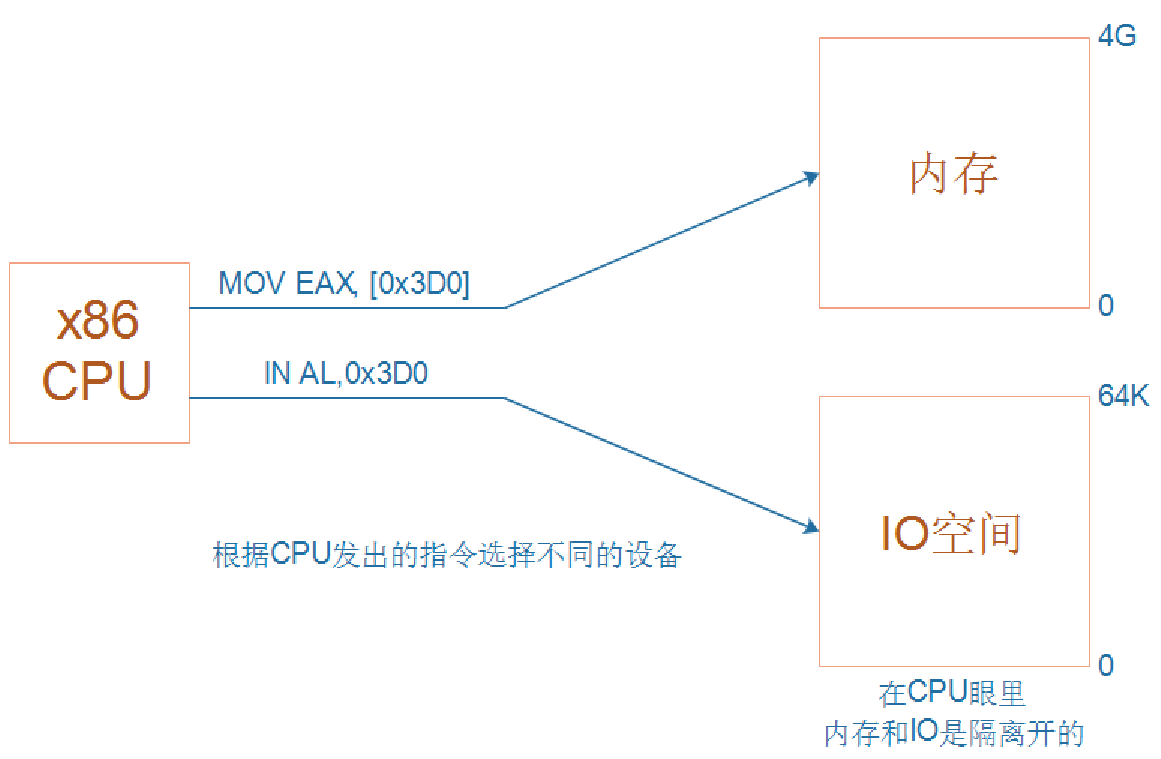 4G
内存
MOV EAX, [0x3D0]
0
x86
CPU
IN AL,0x3D0
64K
IO空间
根据CPU发出的指令选择不同的设备
0
在CPU眼里
内存和IO是隔离开的